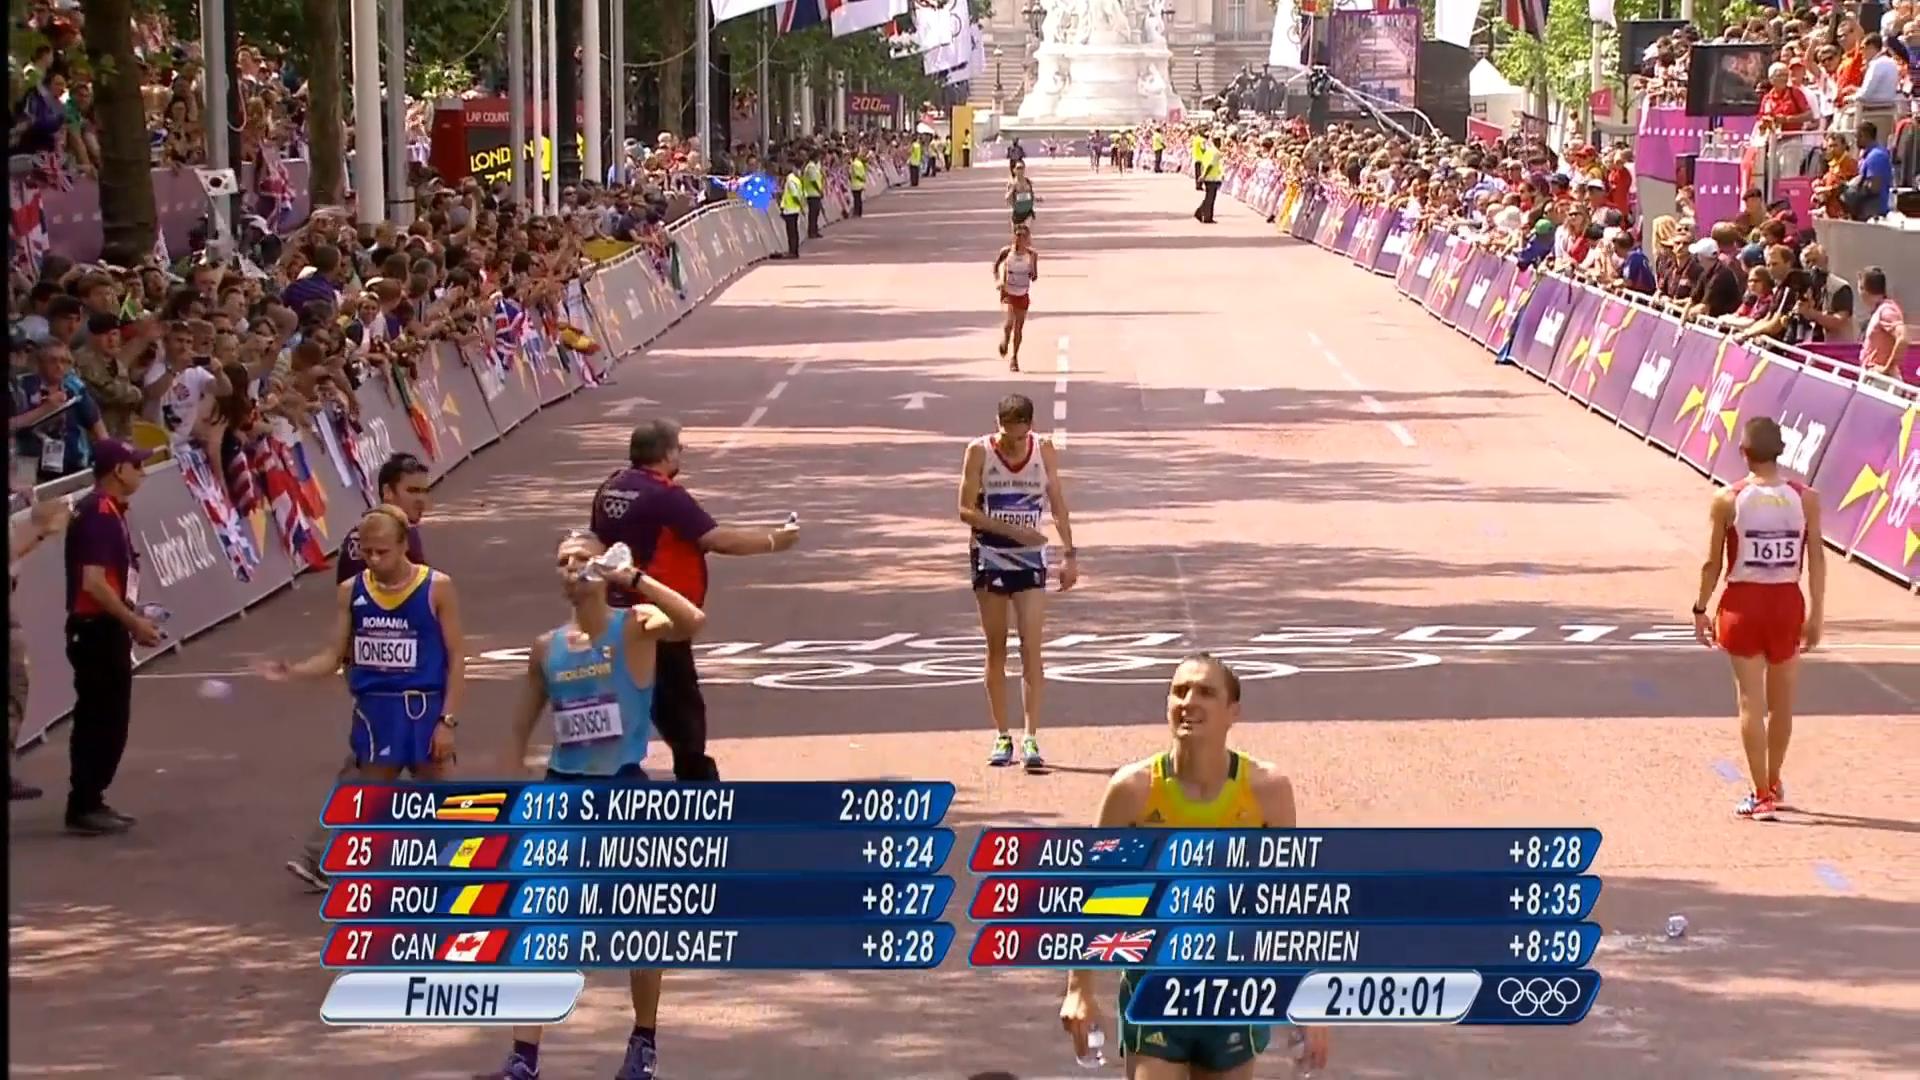 LAP COUNT
LONDON
200m
London 2012
ROMANIA
IONESCU
MOLDOVA
MUSINSCHI
GREAT BRITAIN
MERRIEN
1615
London 2012
1 UGA 3113 S. KIPROTICH 2:08:01
25 MDA 2484 I. MUSINSCHI +8:24
26 ROU 2760 M. IONESCU +8:27
27 CAN 1285 R. COOLSAET +8:28
28 AUS 1041 M. DENT +8:28
29 UKR 3146 V. SHAFAR +8:35
30 GBR 1822 L. MERRIEN +8:59
FINISH
2:17:02 2:08:01